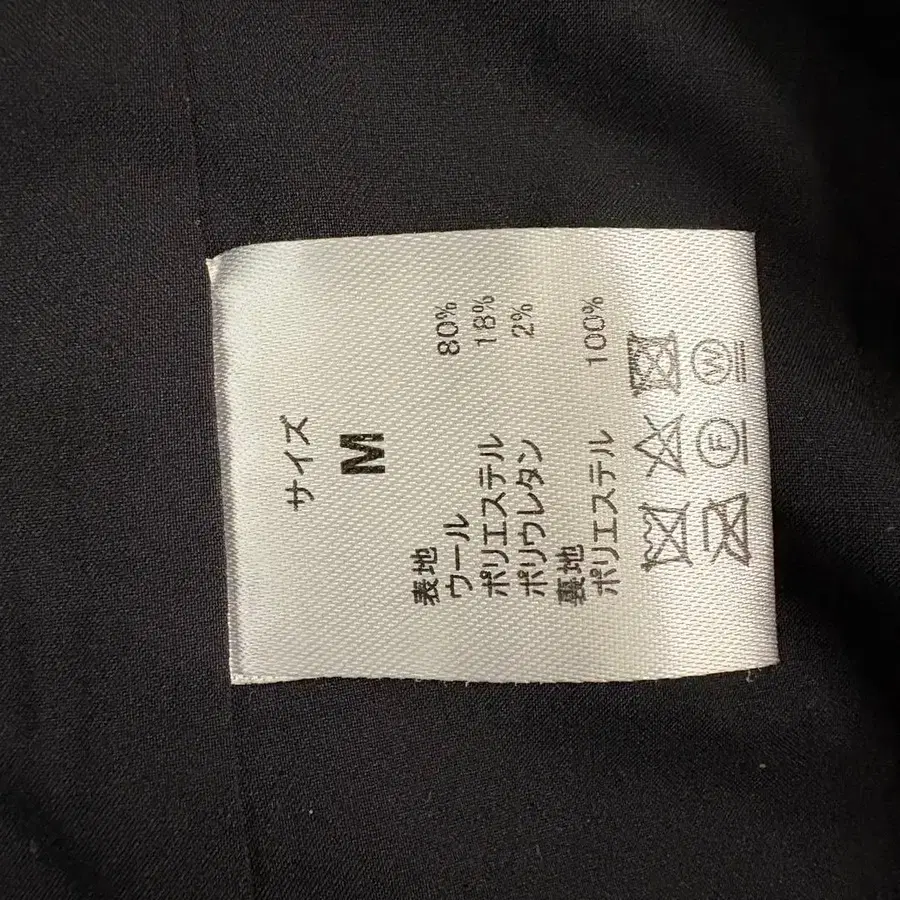 サイズ
M
表地
ウール 80%
ポリエステル 18%
ポリウレタン 2%
裏地
ポリエステル 100%
F
W